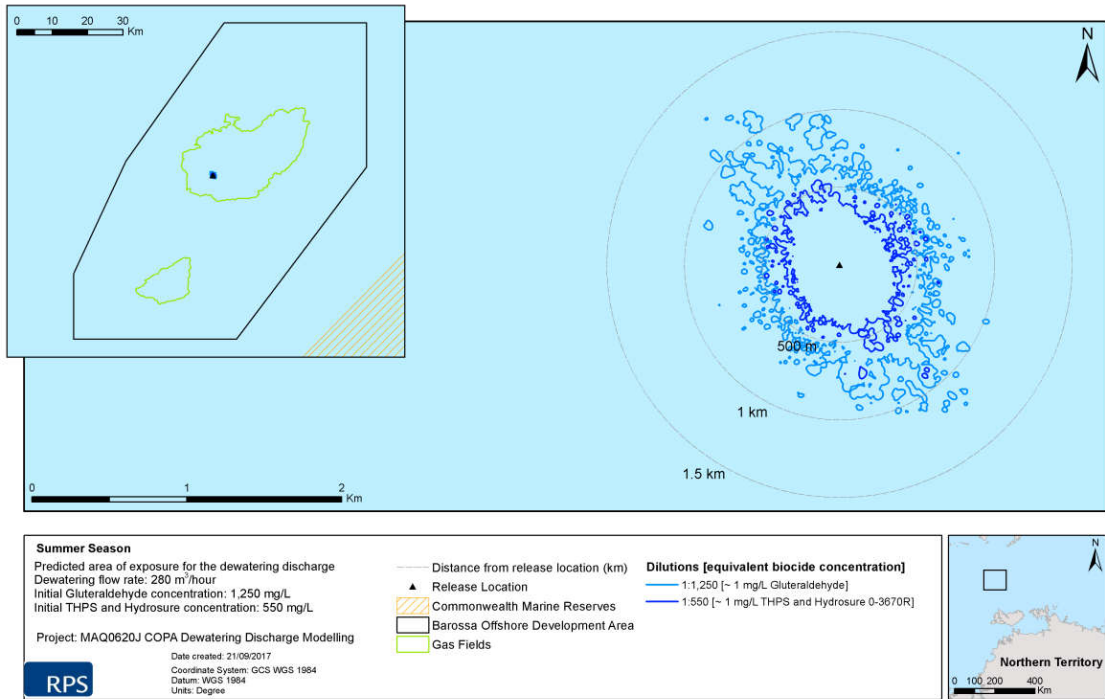 0 10 20 30
Km
N
500 m
1 km
1.5 km
0 1 2
Km
Summer Season
Predicted area of exposure for the dewatering discharge
Dewatering flow rate: 280 m³/hour
Initial Gluteraldehyde concentration: 1,250 mg/L
Initial THPS and Hydrosure concentration: 550 mg/L
Project: MAQ0620J COPA Dewatering Discharge Modelling
Date created: 21/09/2017
Coordinate System: GCS WGS 1984
Datum: WGS 1984
Units: Degree
RPS
Distance from release location (km)
Release Location
Commonwealth Marine Reserves
Barossa Offshore Development Area
Gas Fields
Dilutions [equivalent biocide concentration]
1:1,250 [~ 1 mg/L Gluteraldehyde]
1:550 [~ 1 mg/L THPS and Hydrosure 0-3670R]
N
Northern Territory
0 100 200 400
Km